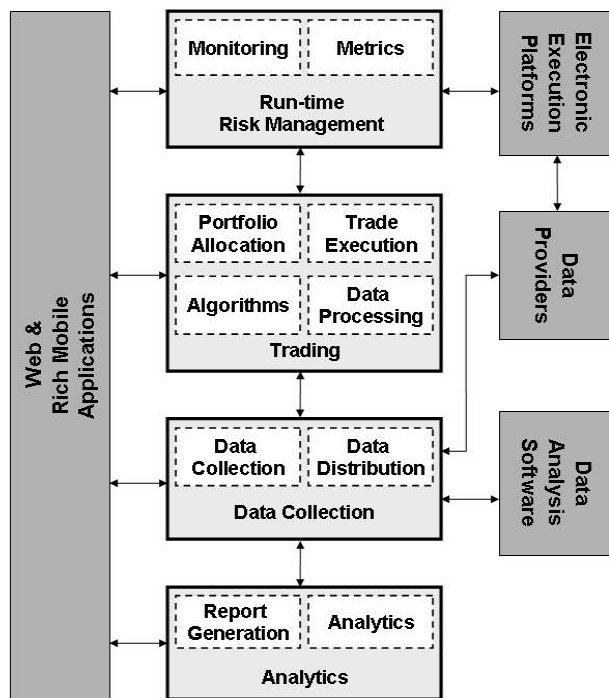 Monitoring
Metrics
Run-time
Risk Management
Electronic
Execution
Platforms
Portfolio
Allocation
Trade
Execution
Algorithms
Data
Processing
Trading
Data
Providers
Web &
Rich Mobile
Applications
Data
Collection
Data
Distribution
Data Collection
Data
Analysis
Software
Report
Generation
Analytics
Analytics